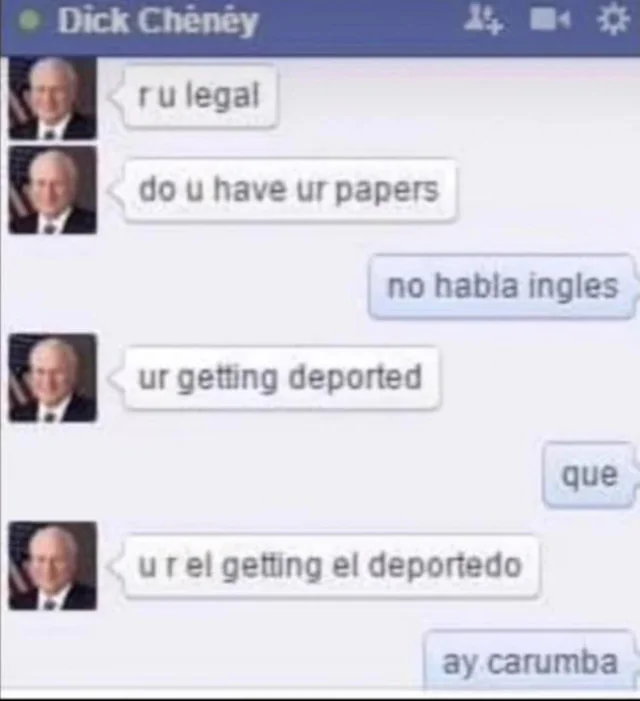 Dick Chénéy
r u legal
do u have ur papers
no habla ingles
ur getting deported
que
u r el getting el deportedo
ay carumba